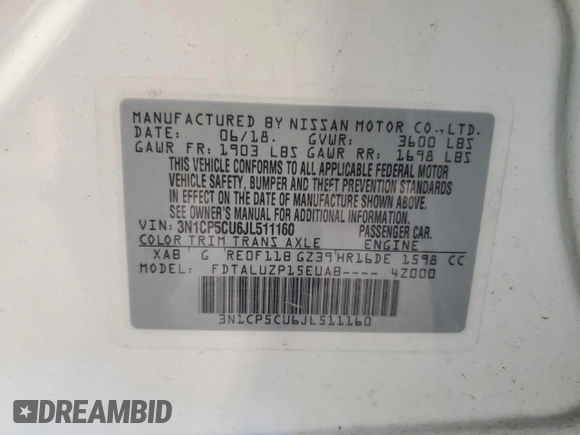 MANUFACTURED BY NISSAN MOTOR CO., LTD.
DATE: 06/18. GVWR: 3600 LBS
GAWR FR: 1903 LBS GAWR RR: 1698 LBS
THIS VEHICLE CONFORMS TO ALL APPLICABLE FEDERAL MOTOR
VEHICLE SAFETY, BUMPER AND THEFT PREVENTION STANDARDS
IN EFFECT ON THE DATE OF MANUFACTURE SHOWN ABOVE.
SEE OWNER'S MANUAL FOR ADDITIONAL INFORMATION.
VIN: 3N1CP5CU6JL511160 PASSENGER CAR.
COLOR TRIM TRANS AXLE ENGINE
XAB G RE0F11B GZ39 HR16DE 1598 CC
MODEL: FDTALUZP15EUAB---- 4Z000
3N1CP5CU6JL511160
DREAMBID